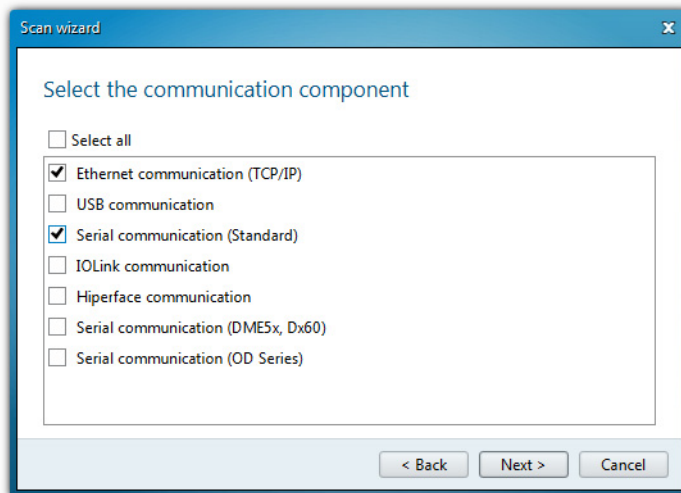 Scan wizard
Select the communication component
Select all
Ethernet communication (TCP/IP)
USB communication
Serial communication (Standard)
IOLink communication
Hiperface communication
Serial communication (DME5x, Dx60)
Serial communication (OD Series)
< Back Next > Cancel